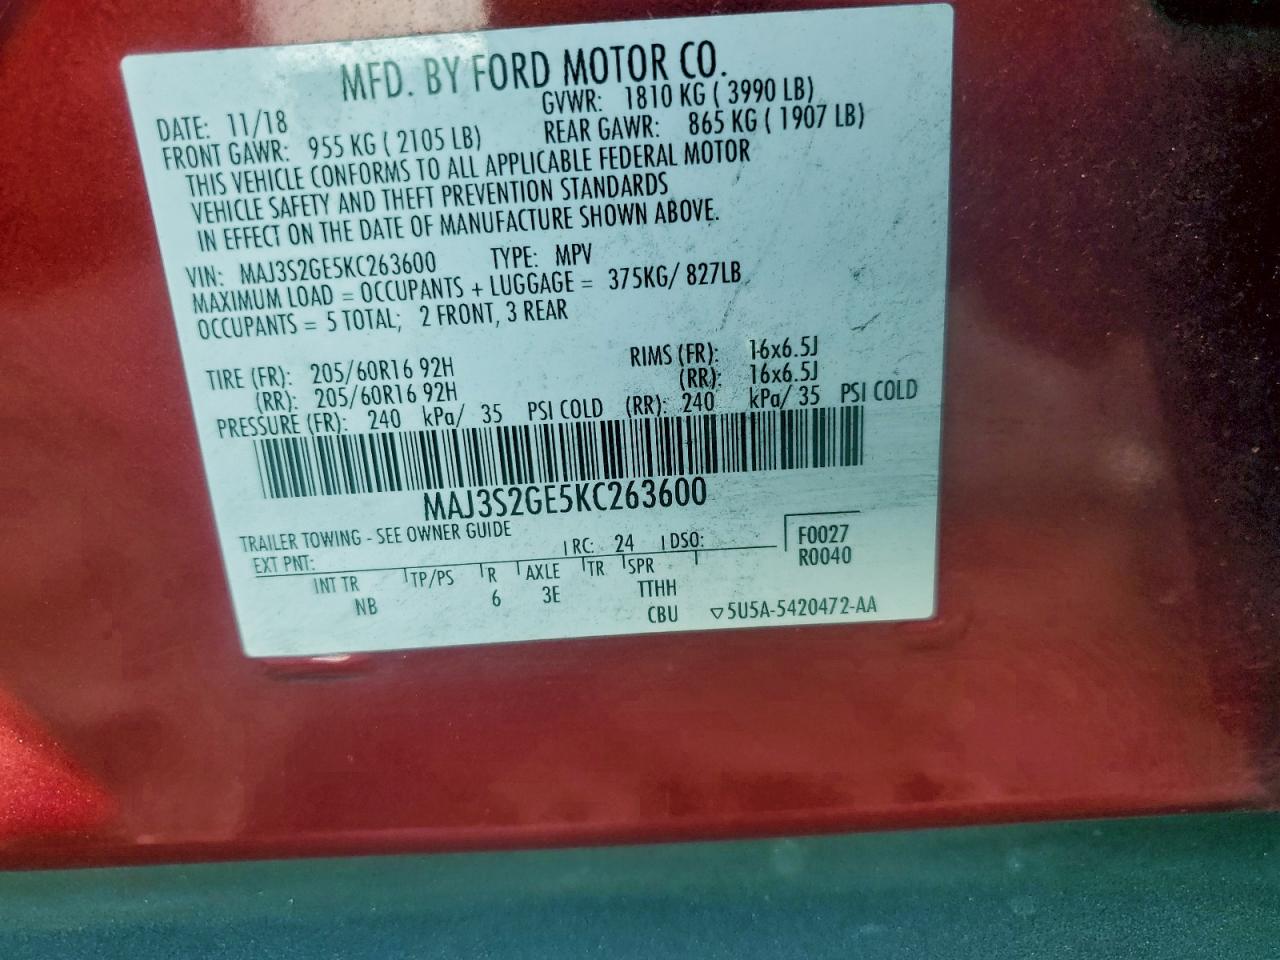 MFD. BY FORD MOTOR CO.
DATE: 11/18 GVWR: 1810 KG ( 3990 LB)
FRONT GAWR: 955 KG ( 2105 LB) REAR GAWR: 865 KG ( 1907 LB)
THIS VEHICLE CONFORMS TO ALL APPLICABLE FEDERAL MOTOR
VEHICLE SAFETY AND THEFT PREVENTION STANDARDS
IN EFFECT ON THE DATE OF MANUFACTURE SHOWN ABOVE.
VIN: MAJ3S2GE5KC263600 TYPE: MPV
MAXIMUM LOAD = OCCUPANTS + LUGGAGE = 375KG/ 827LB
OCCUPANTS = 5 TOTAL; 2 FRONT, 3 REAR
TIRE (FR): 205/60R16 92H RIMS (FR): 16x6.5J
(RR): 205/60R16 92H (RR): 16x6.5J
PRESSURE (FR): 240 kPa/ 35 PSI COLD (RR): 240 kPa/ 35 PSI COLD
MAJ3S2GE5KC263600
TRAILER TOWING - SEE OWNER GUIDE
EXT PNT: RC: 24 DSO: F0027
R0040
INT TR TP/PS R AXLE TR SPR
NB 6 3E TTHH
CBU ▽5U5A-5420472-AA